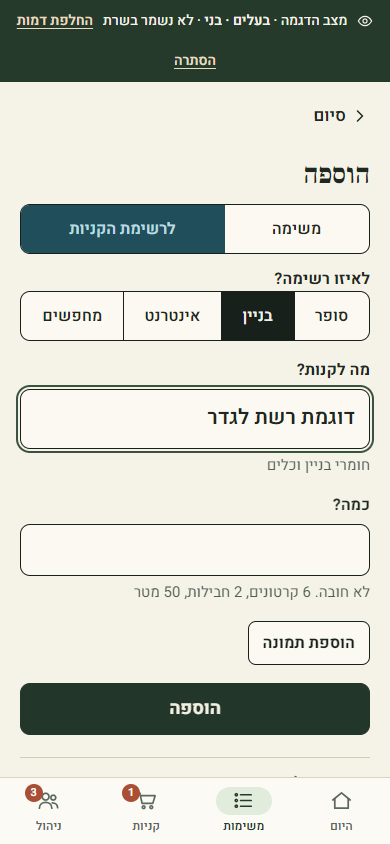 מצב הדגמה · בעלים · בני · לא נשמר בשרת החלפת דמות
הסתרה
סיום
הוספה
משימה לרשימת הקניות
לאיזו רשימה?
סופר בניין אינטרנט מחפשים
מה לקנות?
דוגמת רשת לגדר
חומרי בניין וכלים
כמה?
לא חובה. 6 קרטונים, 2 חבילות, 50 מטר
הוספת תמונה
הוספה
1 3
היום משימות קניות ניהול